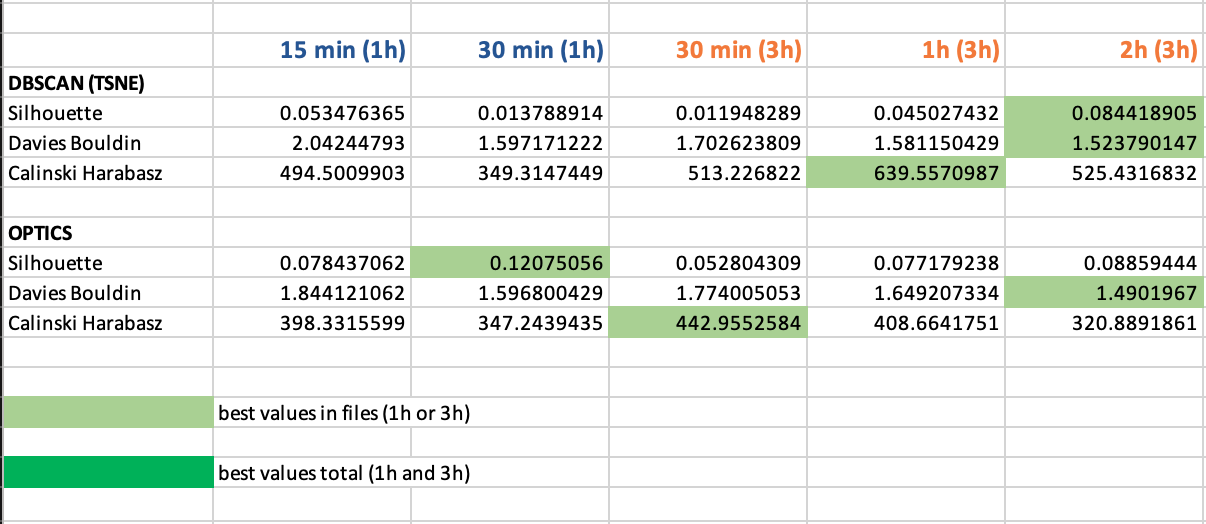 15 min (1h) 30 min (1h) 30 min (3h) 1h (3h) 2h (3h)
DBSCAN (TSNE)
Silhouette 0.053476365 0.013788914 0.011948289 0.045027432 0.084418905
Davies Bouldin 2.04244793 1.597171222 1.702623809 1.581150429 1.523790147
Calinski Harabasz 494.5009903 349.3147449 513.226822 639.5570987 525.4316832
OPTICS
Silhouette 0.078437062 0.12075056 0.052804309 0.077179238 0.08859444
Davies Bouldin 1.844121062 1.596800429 1.774005053 1.649207334 1.4901967
Calinski Harabasz 398.3315599 347.2439435 442.9552584 408.6641751 320.8891861
best values in files (1h or 3h)
best values total (1h and 3h)